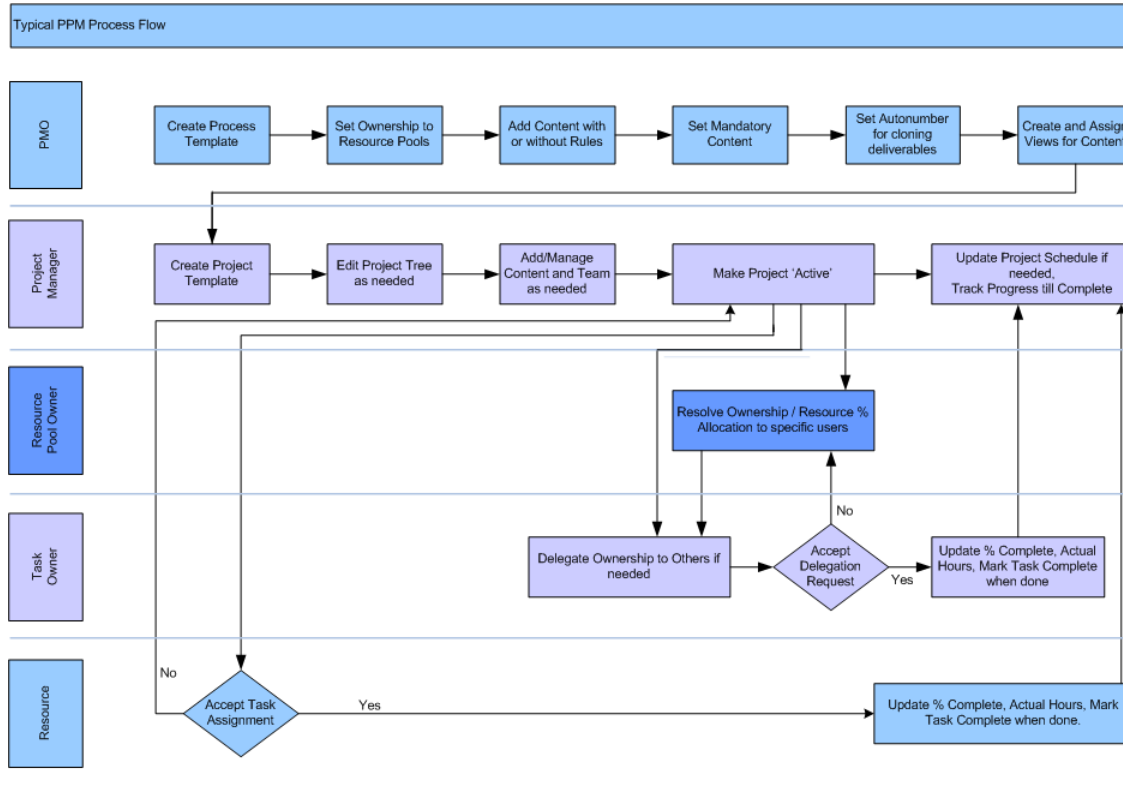 Typical PPM Process Flow
PMO
Create Process
Template
Set Ownership to
Resource Pools
Add Content with
or without Rules
Set Mandatory
Content
Set Autonumber
for cloning
deliverables
Create and Assign
Views for Content
Project
Manager
Create Project
Template
Edit Project Tree
as needed
Add/Manage
Content and Team
as needed
Make Project ‘Active’
Update Project Schedule if
needed,
Track Progress till Complete
Resource
Pool Owner
Resolve Ownership / Resource %
Allocation to specific users
Task
Owner
Delegate Ownership to Others if
needed
No
Accept
Delegation
Request
Yes
Update % Complete, Actual
Hours, Mark Task Complete
when done
Resource
No
Accept Task
Assignment
Yes
Update % Complete, Actual Hours, Mark
Task Complete when done.